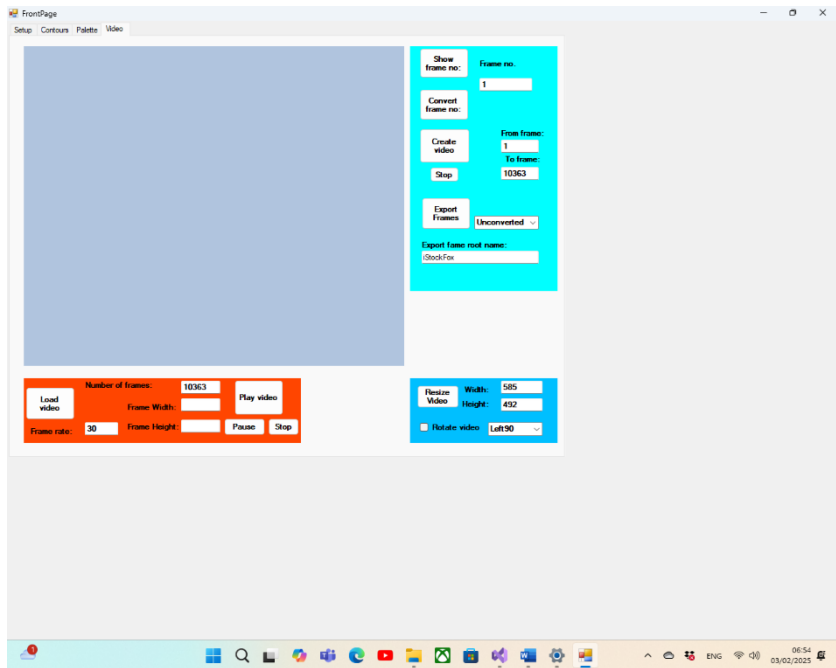 FrontPage
Setup Contours Palette Video
Show
frame no:
Frame no.
1
Convert
frame no:
Create
video
From frame:
1
To frame:
Stop
10363
Export
Frames
Unconverted
Export fame root name:
iStockFox
Number of frames:
10363
Load
video
Play video
Frame Width:
Frame rate:
30
Frame Height:
Pause
Stop
Resize
Video
Width:
585
Height:
492
Rotate video
Left90
1
ENG
06:54
03/02/2025